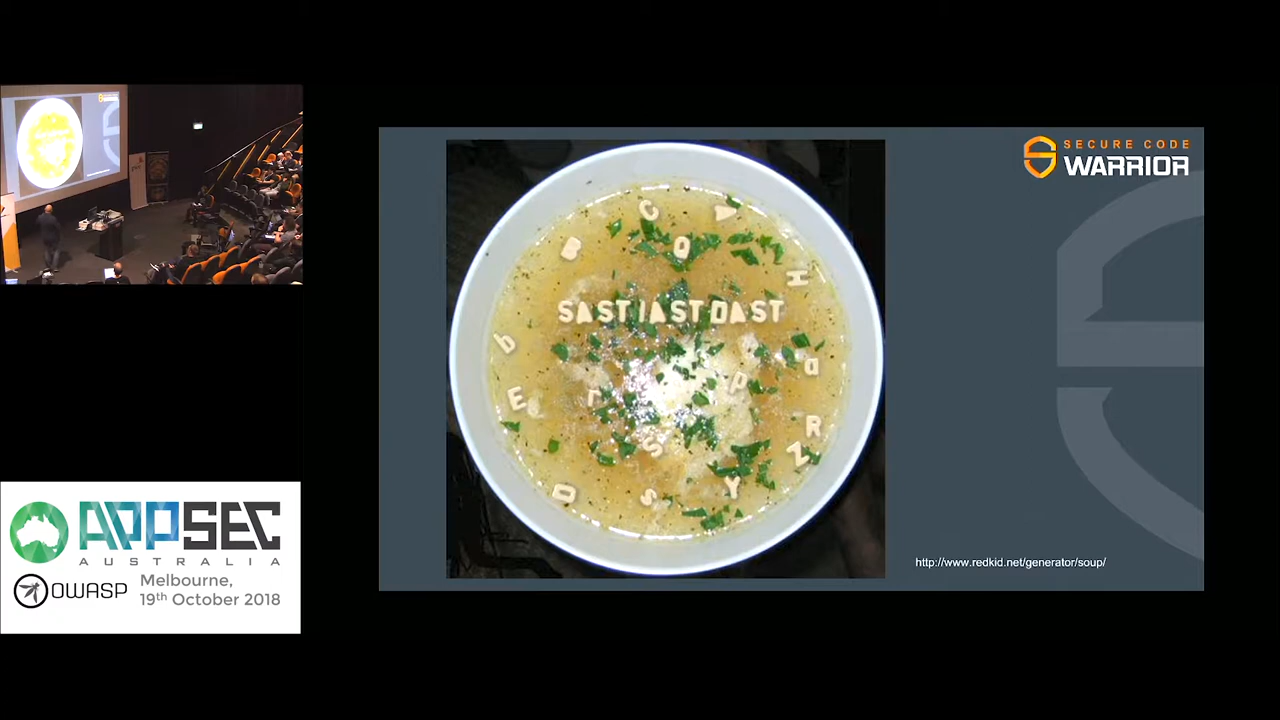 SECURE CODE
WARRIOR
C
B
O
H
SAST IAST DAST
b
a
p
E
r
R
S
Z
D
s
Y
http://www.redkid.net/generator/soup/
APPSEC
AUSTRALIA
OWASP
Melbourne,
19th October 2018